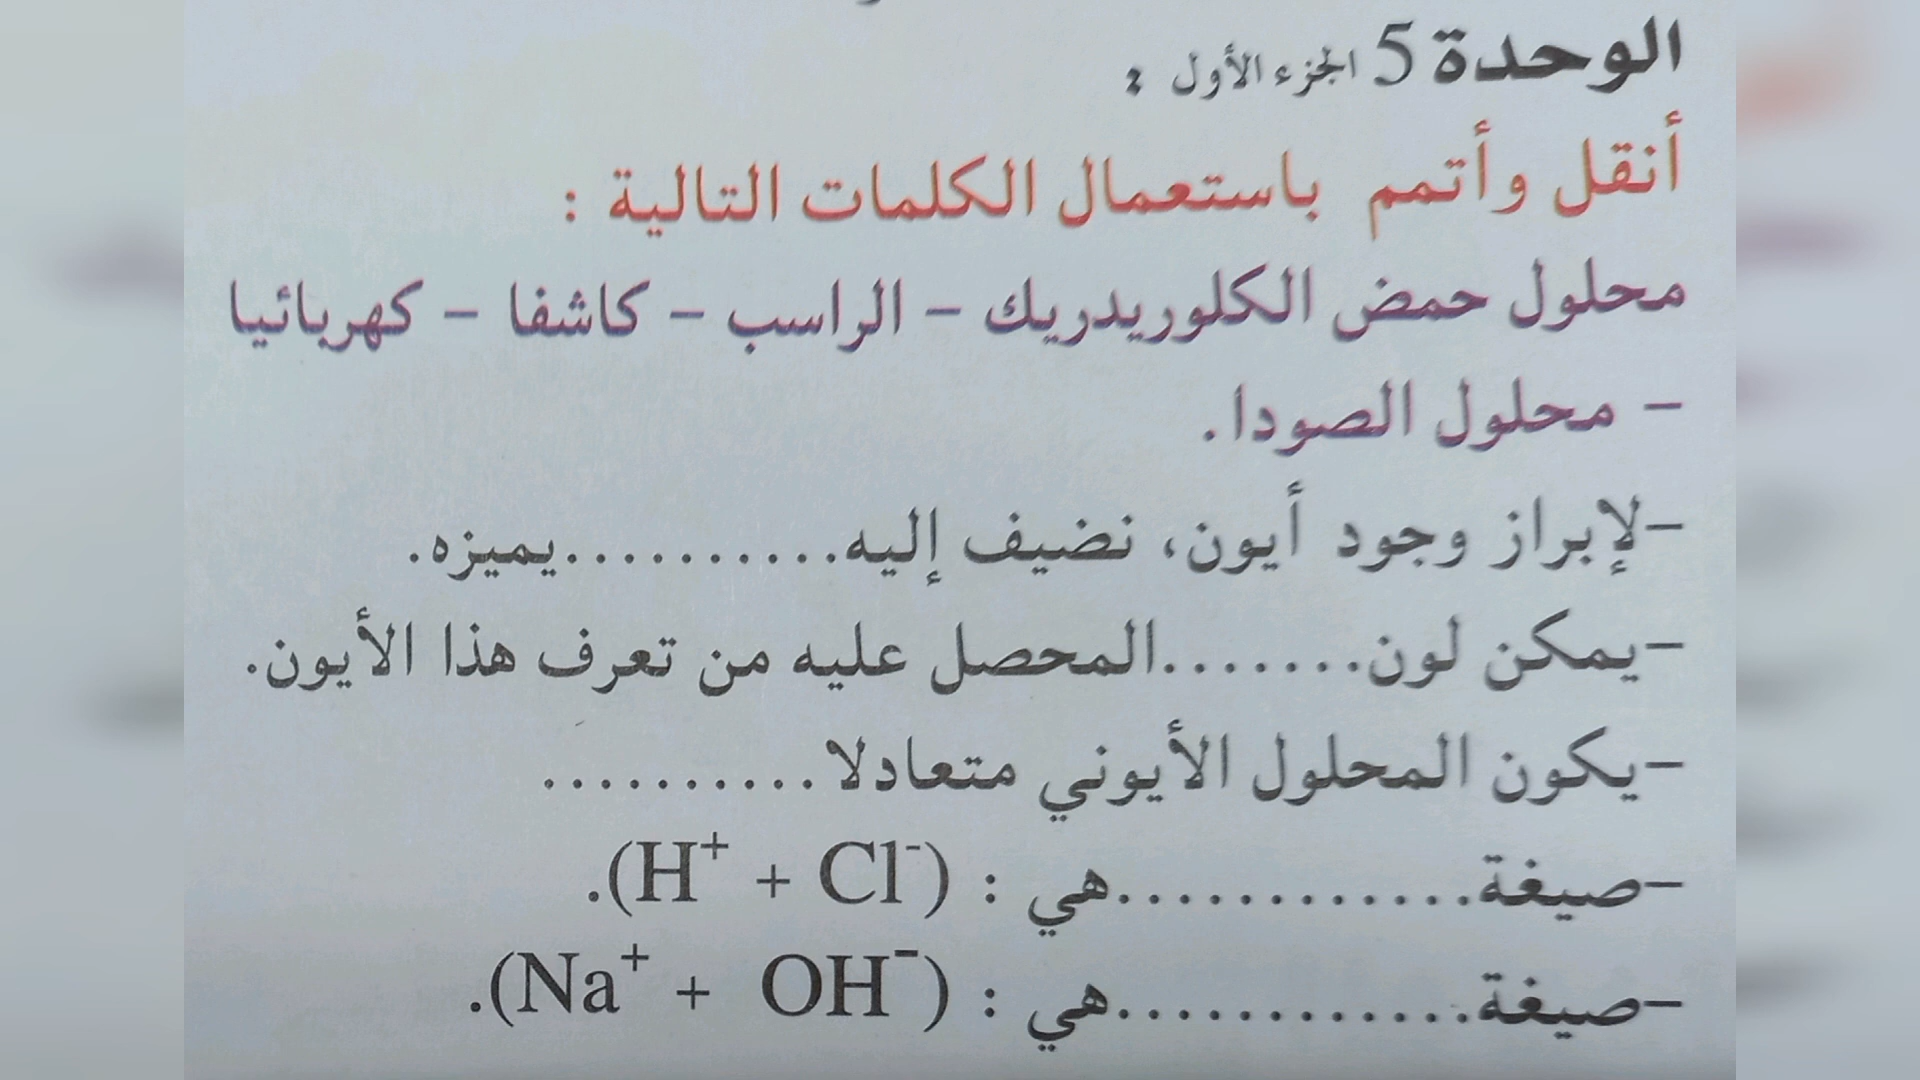 الوحدة 5 الجزء الأول :
أنقل وأتمم باستعمال الكلمات التالية :
محلول حمض الكلوريدريك – الراسب – كاشفا – كهربائيا
– محلول الصودا.
-لإبراز وجود أيون، نضيف إليه..........يميزه.
-يمكن لون.......المحصل عليه من تعرف هذا الأيون.
-يكون المحلول الأيوني متعادلا..........
-صيغة.............هي : (H⁺ + Cl⁻).
-صيغة.............هي : (Na⁺ + OH⁻).